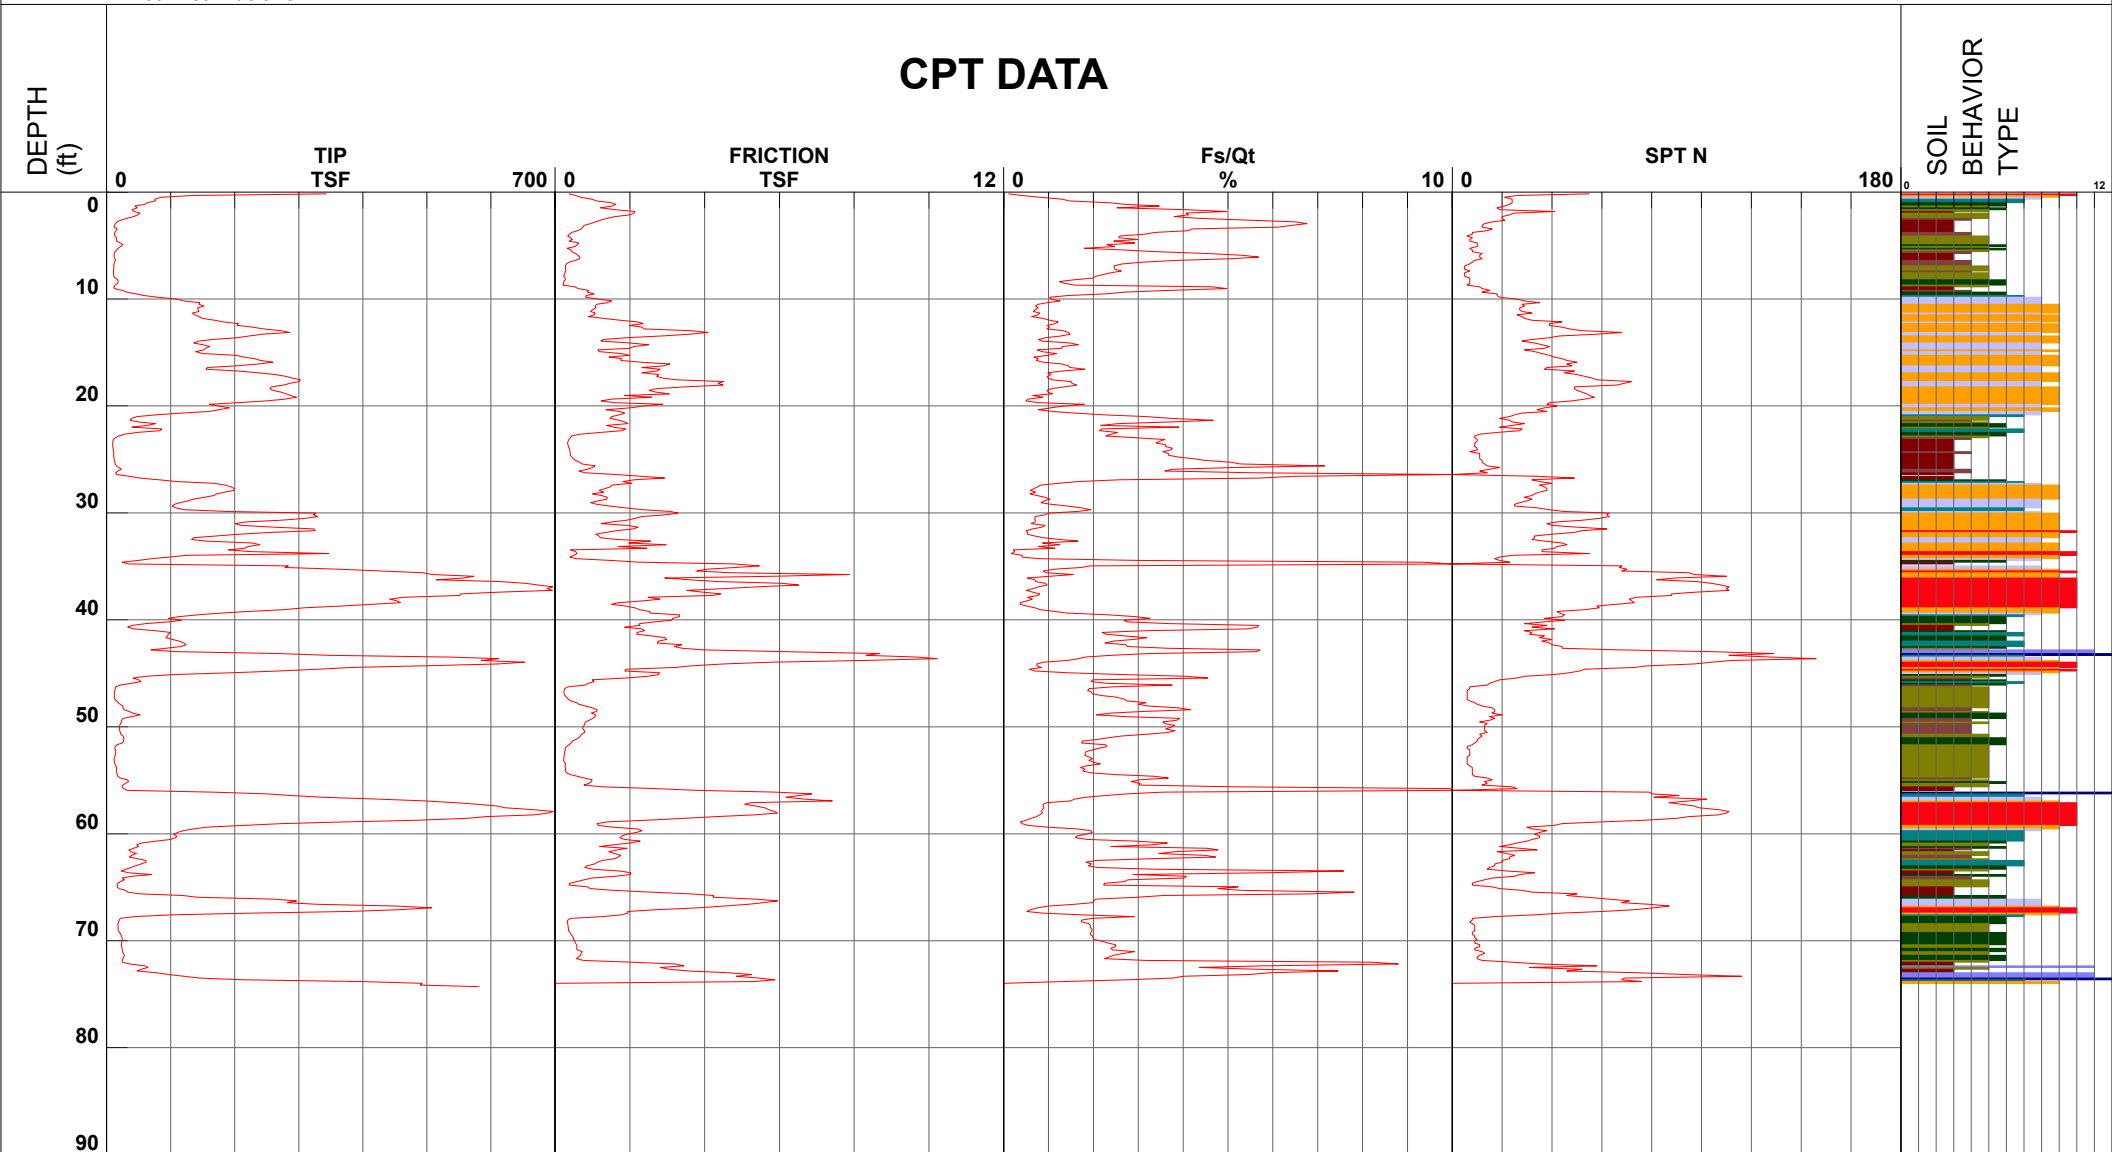 CPT DATA
DEPTH
(ft)
TIP
FRICTION
Fs/Qt
SPT N
SOIL
BEHAVIOR
TYPE
0 TSF 700
0 TSF 12
0 % 10
0 180
0 12
0
10
20
30
40
50
60
70
80
90